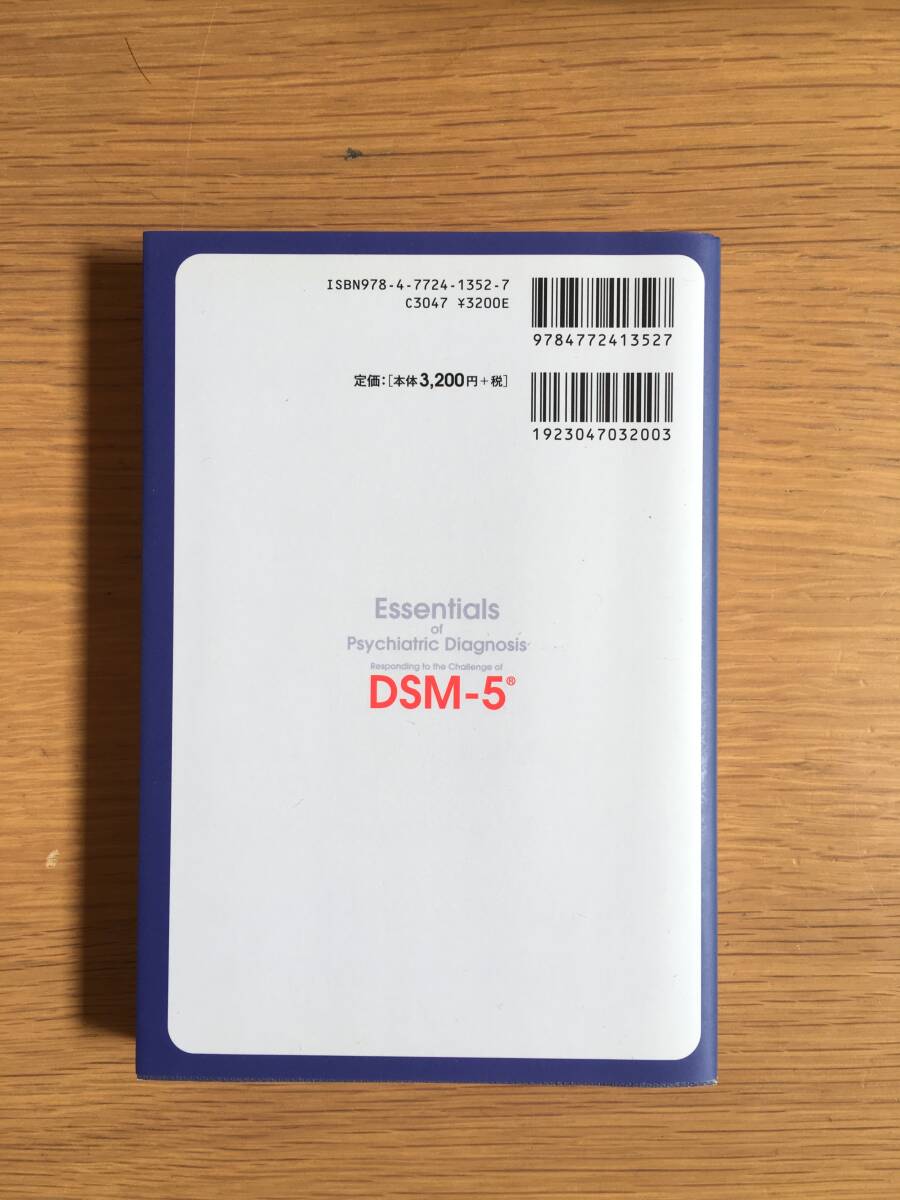 ISBN978-4-7724-1352-7
C3047 ¥3200E
9784772413527
定価:[本体3,200円+税]
1923047032003
Essentials
of
Psychiatric Diagnosis
Responding to the Challenge of
DSM-5®